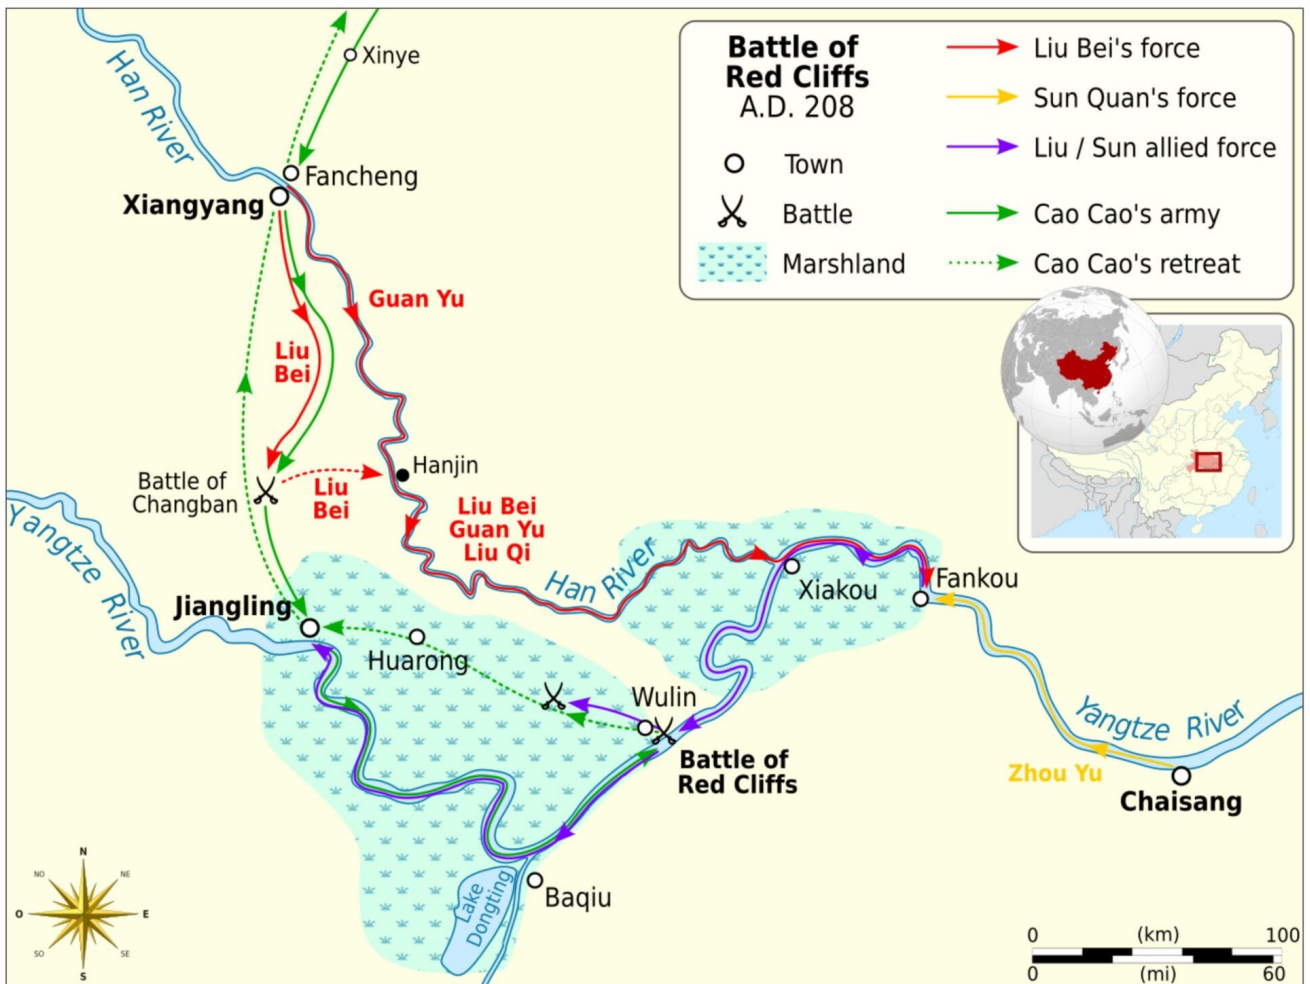 Xinye
Han River
Fancheng
Xiangyang
Guan Yu
Liu
Bei
Battle of
Changban
Liu
Bei
Hanjin
Liu Bei
Guan Yu
Liu Qi
Yangtze River
Han River
Jiangling
Huarong
Xiakou
Fankou
Wulin
Battle of
Red Cliffs
Yangtze River
Zhou Yu
Chaisang
Lake
Dongting
Baqiu
Battle of
Red Cliffs
A.D. 208
Town
Battle
Marshland
Liu Bei's force
Sun Quan's force
Liu / Sun allied force
Cao Cao's army
Cao Cao's retreat
N
NO
NE
O
E
SO
SE
S
0 (km) 100
0 (mi) 60